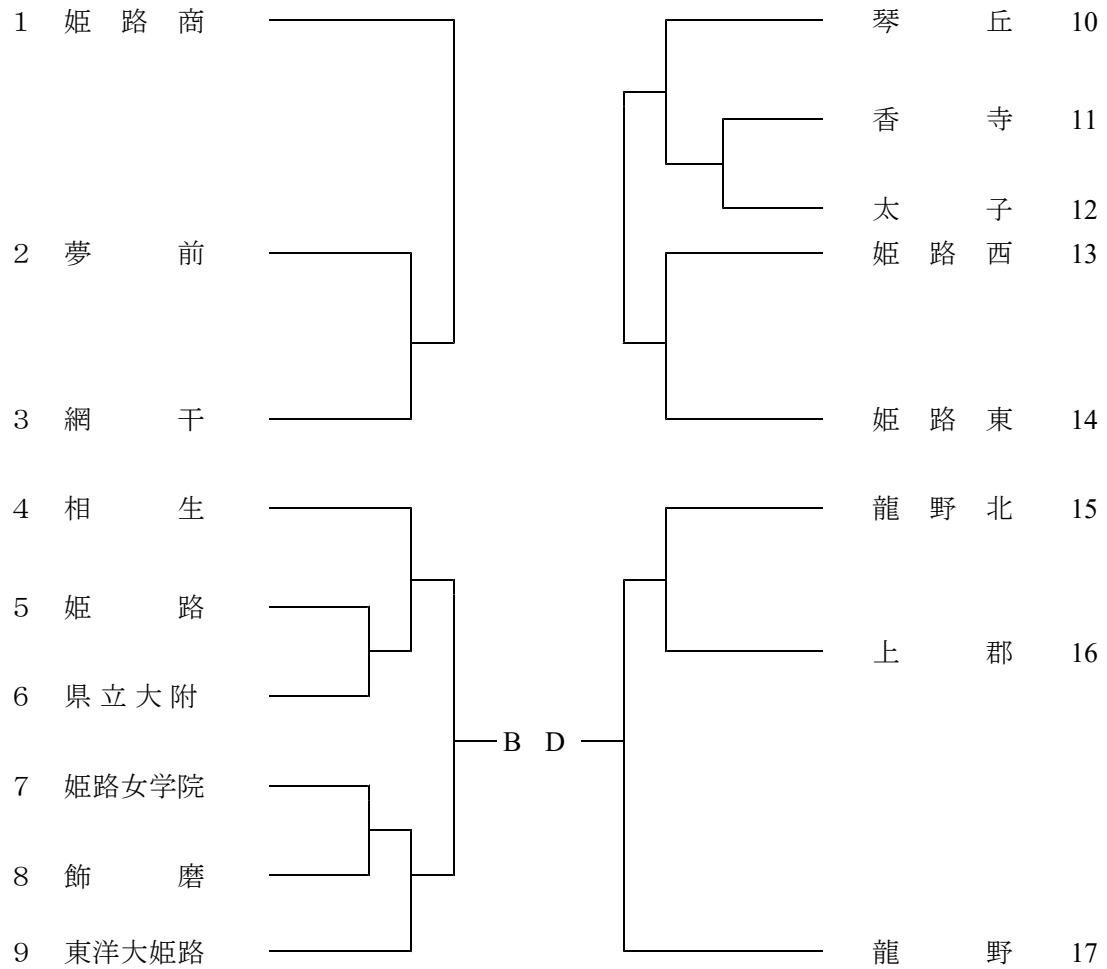 1 姫路商 琴丘 10
香寺 11
太子 12
2 夢前 姫路西 13
3 網干 姫路東 14
4 相生 龍野北 15
5 姫路
上郡 16
6 県立大附
B D
7 姫路女学院
8 飾磨
9 東洋大姫路 龍野 17